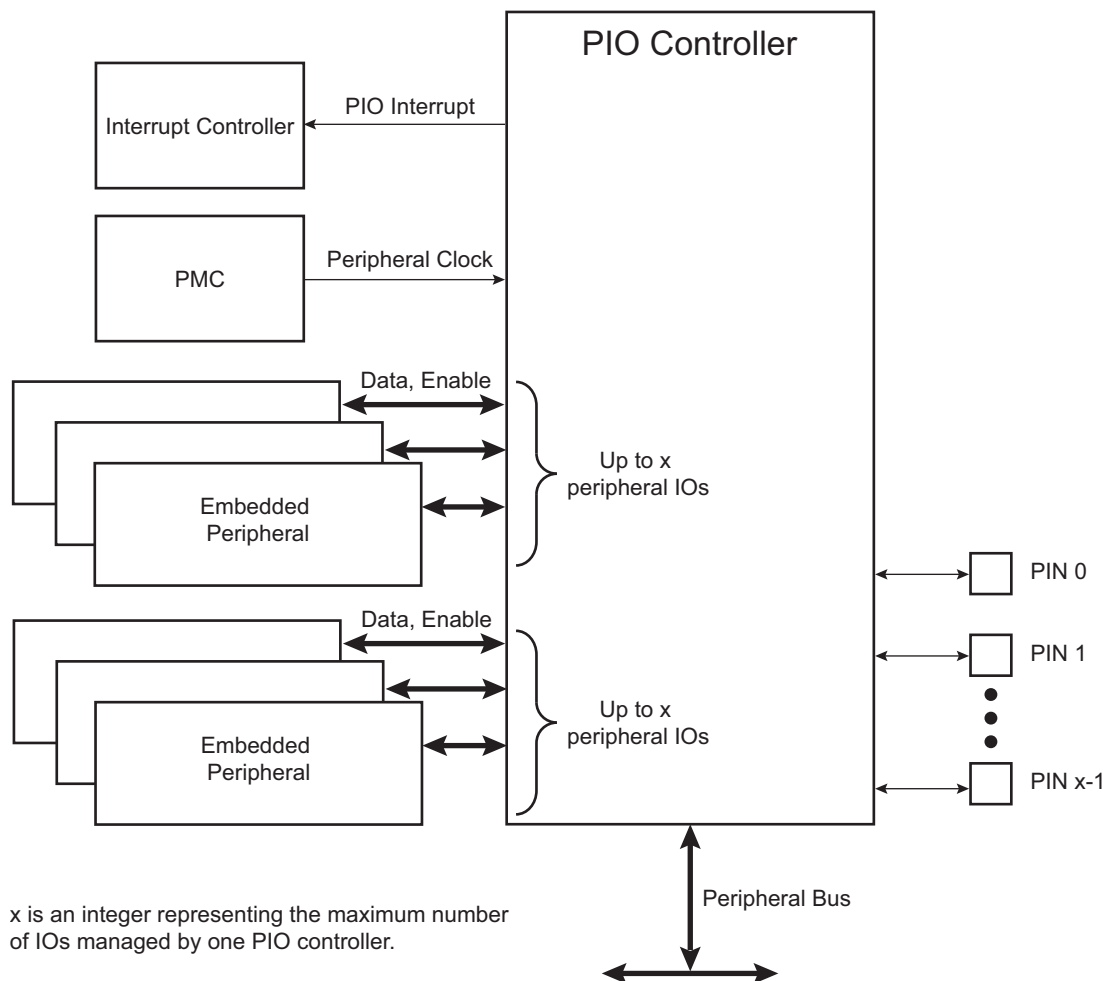 PIO Controller
PIO Interrupt
Interrupt Controller
Peripheral Clock
PMC
Data, Enable
Up to x
peripheral IOs
Embedded
Peripheral
PIN 0
Data, Enable
PIN 1
Up to x
peripheral IOs
Embedded
Peripheral
PIN x-1
Peripheral Bus
x is an integer representing the maximum number
of IOs managed by one PIO controller.